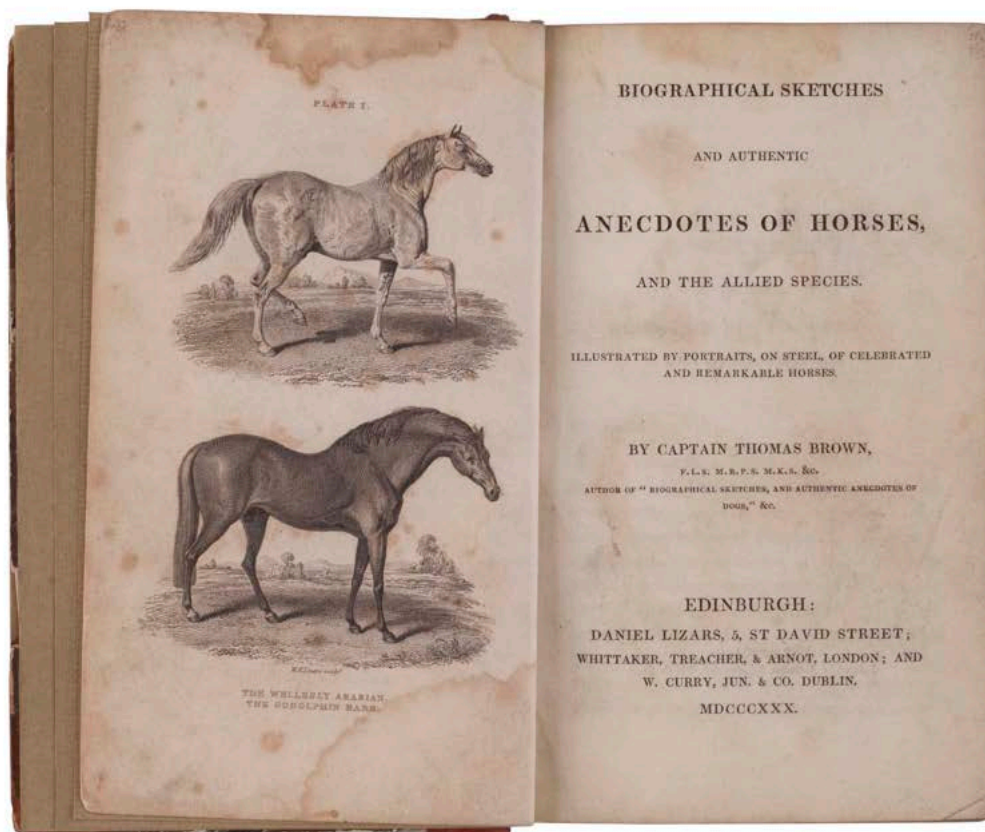 PLATE I.
THE WELLESLY ARABIAN.
THE GODOLPHIN BARB.
BIOGRAPHICAL SKETCHES
AND AUTHENTIC
ANECDOTES OF HORSES,
AND THE ALLIED SPECIES.
ILLUSTRATED BY PORTRAITS, ON STEEL, OF CELEBRATED
AND REMARKABLE HORSES.
BY CAPTAIN THOMAS BROWN,
F.L.S. M.R.P.S. M.K.S. &c.
AUTHOR OF "BIOGRAPHICAL SKETCHES, AND AUTHENTIC ANECDOTES OF
DOGS," &c.
EDINBURGH:
DANIEL LIZARS, 5, ST DAVID STREET;
WHITTAKER, TREACHER, & ARNOT, LONDON; AND
W. CURRY, JUN. & CO. DUBLIN.
MDCCCXXX.